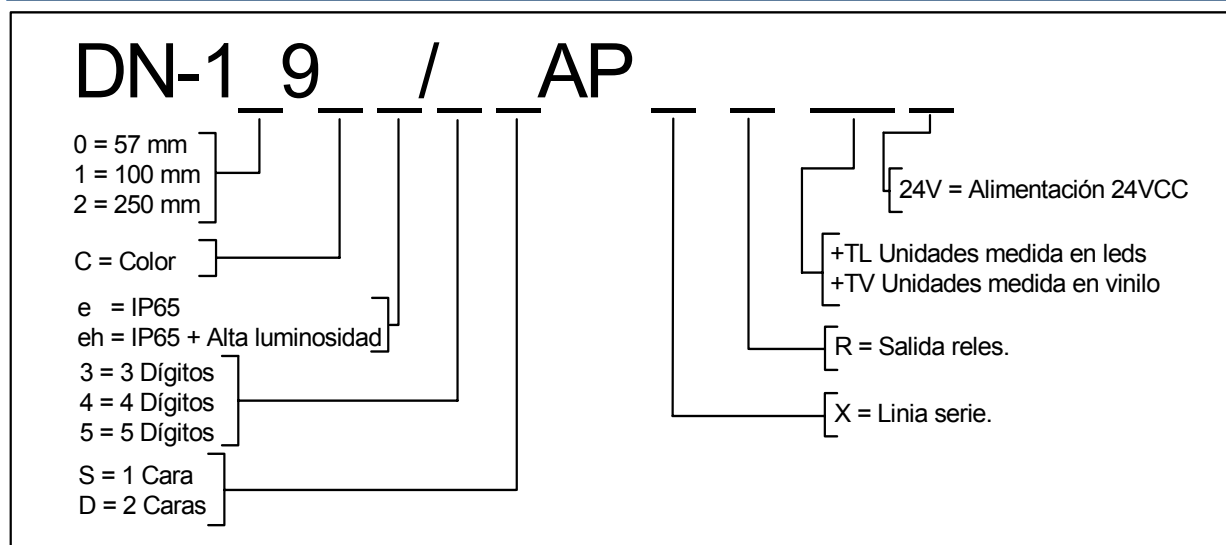 DN-1_9__/__AP_ _ _ _
0 = 57 mm
1 = 100 mm
2 = 250 mm
C = Color
e = IP65
eh = IP65 + Alta luminosidad
3 = 3 Dígitos
4 = 4 Dígitos
5 = 5 Dígitos
S = 1 Cara
D = 2 Caras
24V = Alimentación 24VCC
+TL Unidades medida en leds
+TV Unidades medida en vinilo
R = Salida reles.
X = Linia serie.